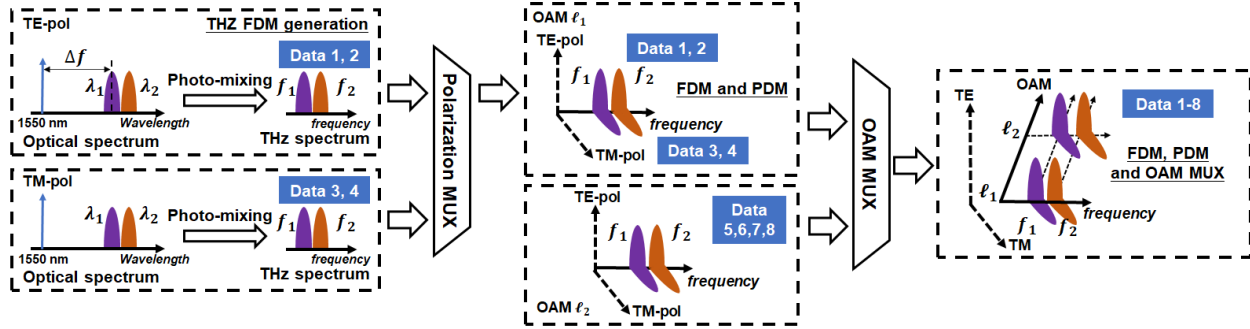 TE-pol
THZ FDM generation
Δf
Data 1, 2
λ1
λ2
Photo-mixing
f1
f2
1550 nm
Wavelength
frequency
Optical spectrum
THz spectrum
TM-pol
Data 3, 4
λ1
λ2
Photo-mixing
f1
f2
1550 nm
Wavelength
frequency
Optical spectrum
THz spectrum
Polarization MUX
OAM ℓ1
TE-pol
Data 1, 2
f1
f2
FDM and PDM
frequency
TM-pol
Data 3, 4
TE-pol
Data
5,6,7,8
f1
f2
frequency
OAM ℓ2
TM-pol
OAM MUX
OAM
TE
Data 1-8
ℓ2
FDM, PDM
and OAM MUX
ℓ1
f1
f2
frequency
TM